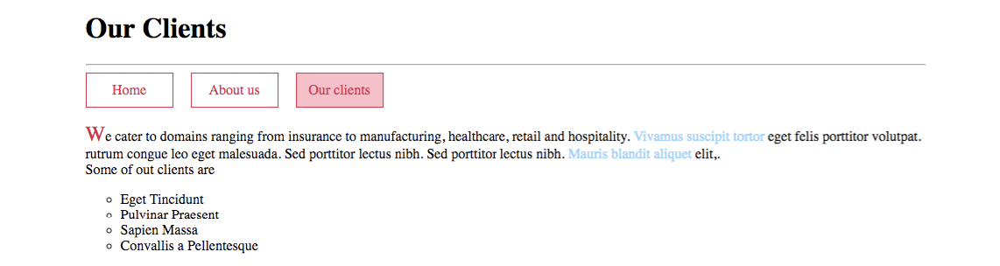 Our Clients
Home About us Our clients
We cater to domains ranging from insurance to manufacturing, healthcare, retail and hospitality. Vivamus suscipit tortor eget felis porttitor volutpat.
rutrum congue leo eget malesuada. Sed porttitor lectus nibh. Sed porttitor lectus nibh. Mauris blandit aliquet elit,.
Some of out clients are
Eget Tincidunt
Pulvinar Praesent
Sapien Massa
Convallis a Pellentesque